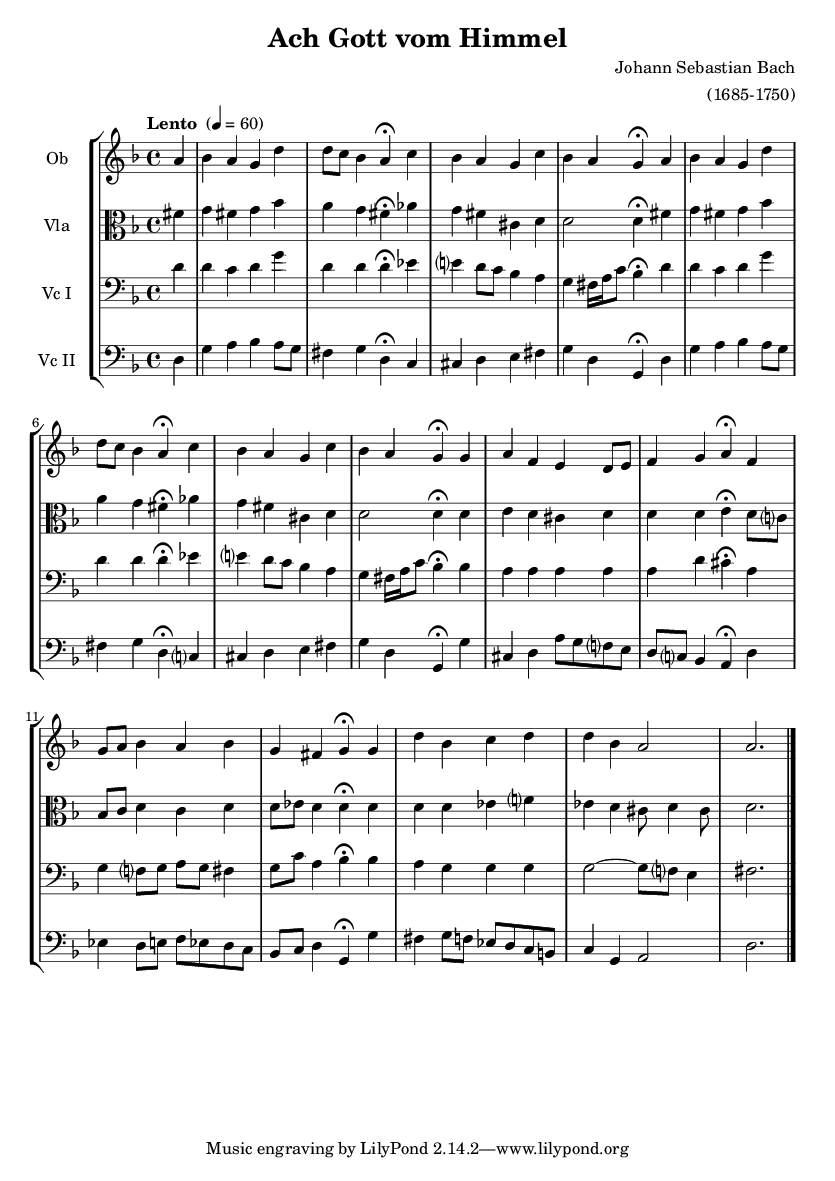 Ach Gott vom Himmel
Johann Sebastian Bach
(1685-1750)
Lento (♩ = 60)
Ob
Vla
Vc I
Vc II
6
11
Music engraving by LilyPond 2.14.2—www.lilypond.org